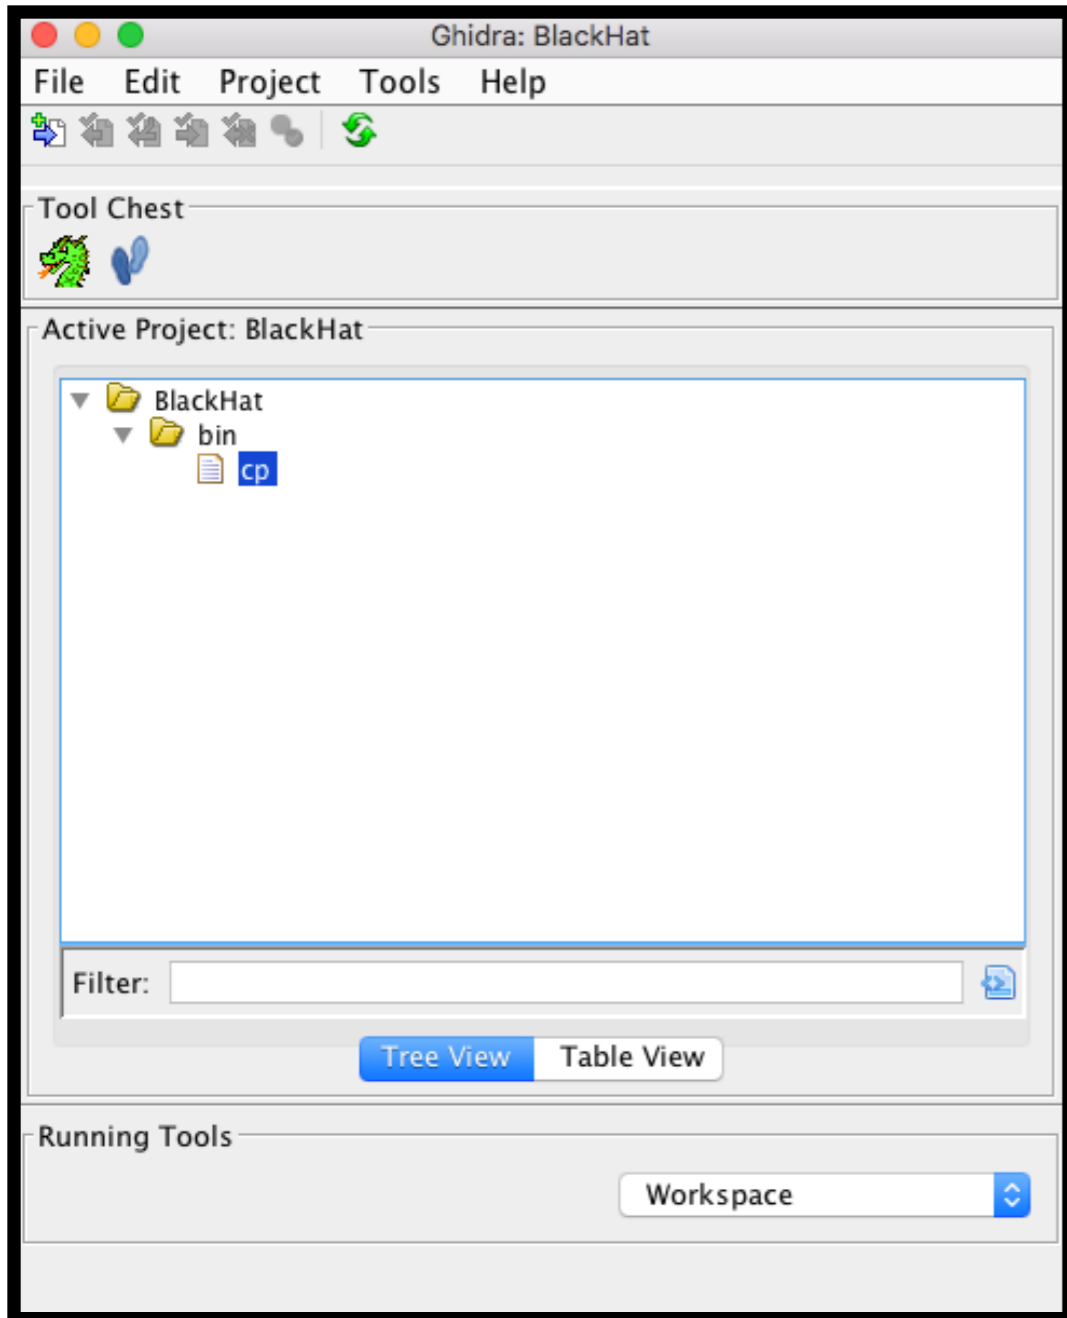 Ghidra: BlackHat
File Edit Project Tools Help
Tool Chest
Active Project: BlackHat
BlackHat
bin
cp
Filter:
Tree View Table View
Running Tools
Workspace